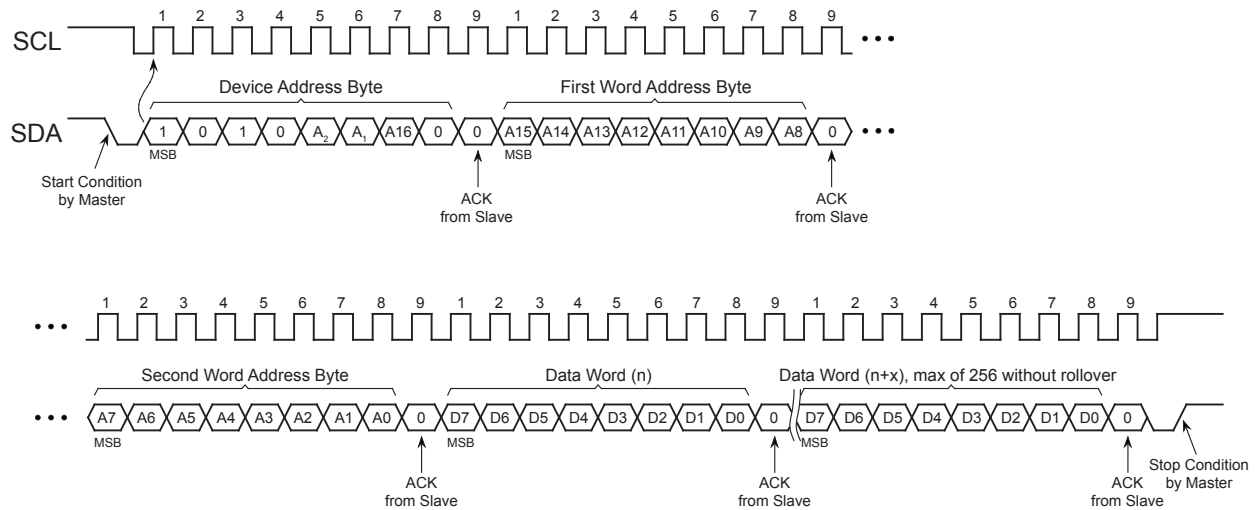 1 2 3 4 5 6 7 8 9 1 2 3 4 5 6 7 8 9
SCL
Device Address Byte First Word Address Byte
SDA 1 0 1 0 A2 A1 A16 0 0 A15 A14 A13 A12 A11 A10 A9 A8 0
MSB MSB
Start Condition
by Master
ACK
from Slave
ACK
from Slave
1 2 3 4 5 6 7 8 9 1 2 3 4 5 6 7 8 9 1 2 3 4 5 6 7 8 9
Second Word Address Byte Data Word (n) Data Word (n+x), max of 256 without rollover
A7 A6 A5 A4 A3 A2 A1 A0 0 D7 D6 D5 D4 D3 D2 D1 D0 0 D7 D6 D5 D4 D3 D2 D1 D0 0
MSB MSB MSB
ACK
from Slave
ACK
from Slave
ACK
from Slave
Stop Condition
by Master